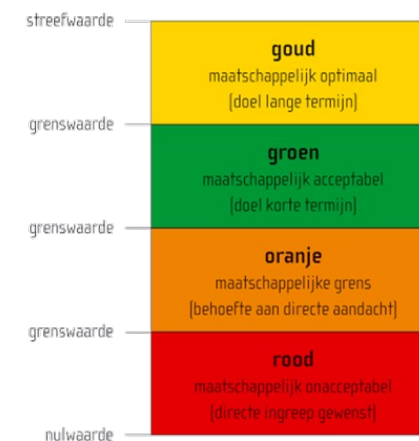 streefwaarde
goud
maatschappelijk optimaal
(doel lange termijn)
grenswaarde
groen
maatschappelijk acceptabel
(doel korte termijn)
grenswaarde
oranje
maatschappelijke grens
(behoefte aan directe aandacht)
grenswaarde
rood
maatschappelijk onacceptabel
(directe ingreep gewenst)
nulwaarde